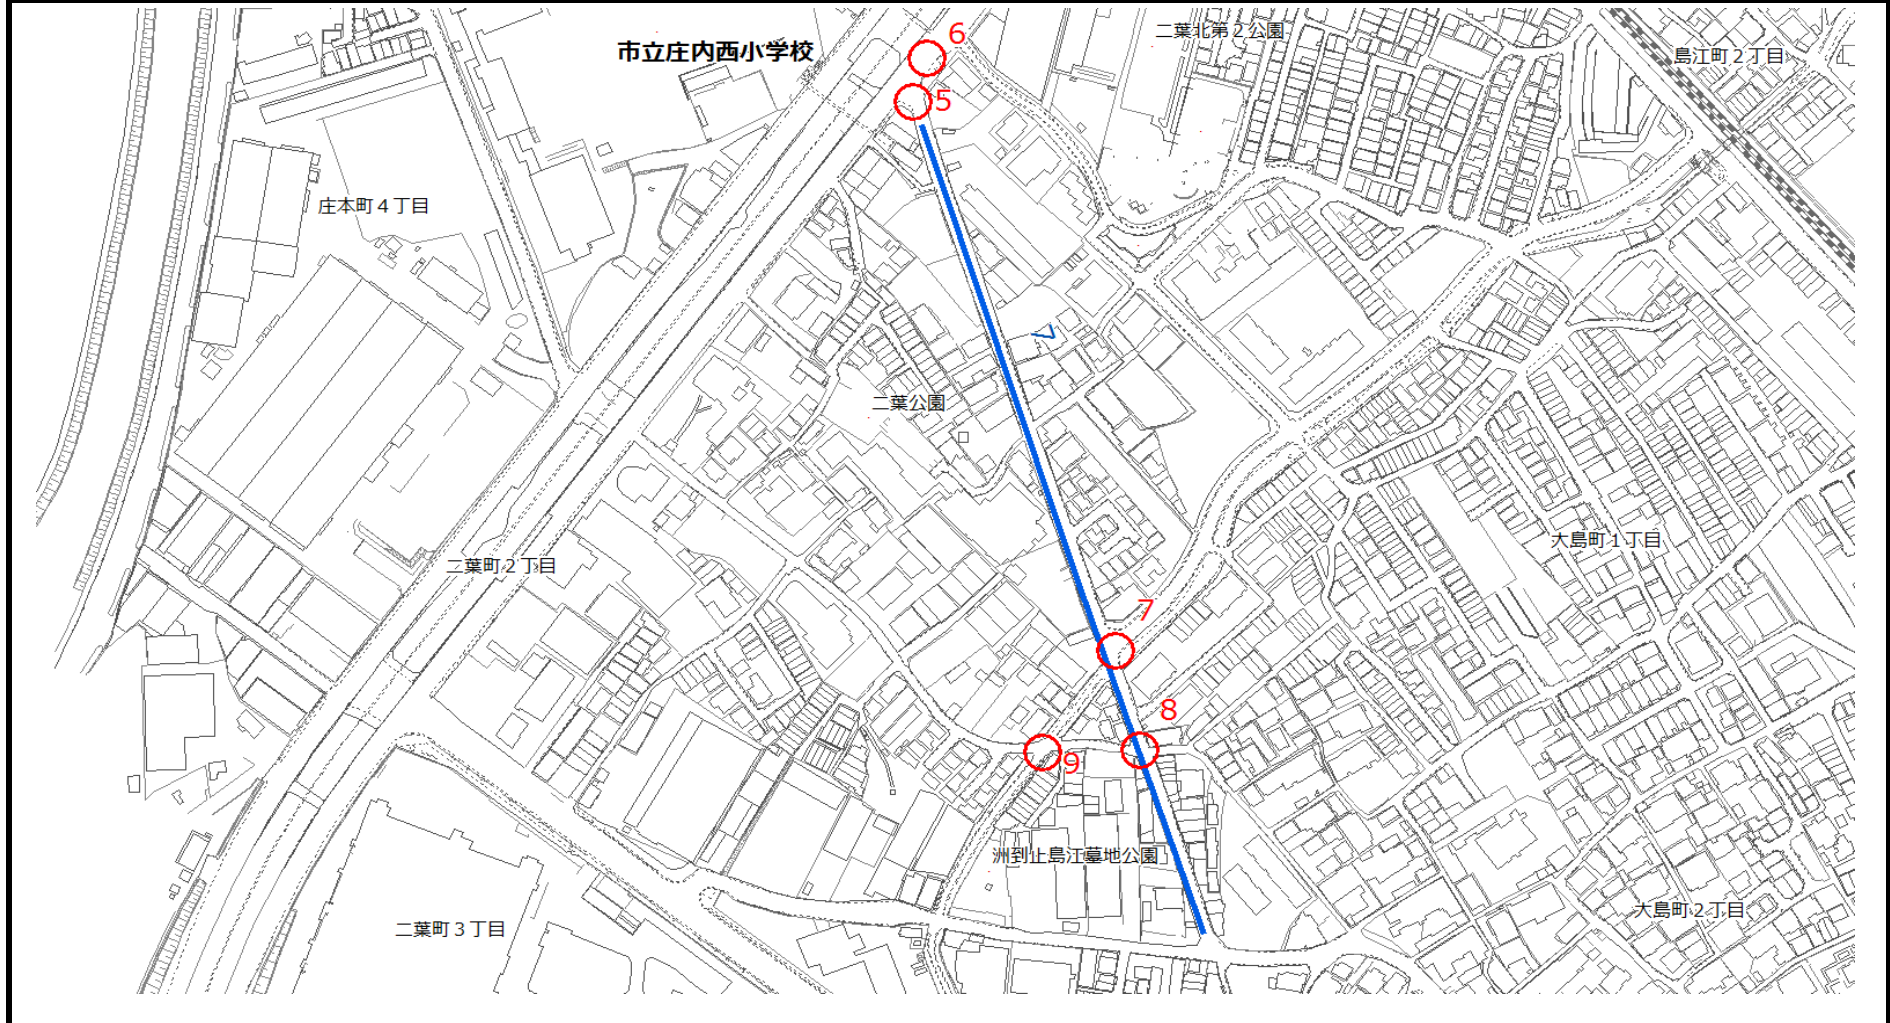 6
二葉北第２公園
市立庄内西小学校
島江町２丁目
5
庄本町４丁目
7
二葉公園
大島町１丁目
二葉町２丁目
7
8
9
洲到止島江墓地公園
大島町２丁目
二葉町３丁目